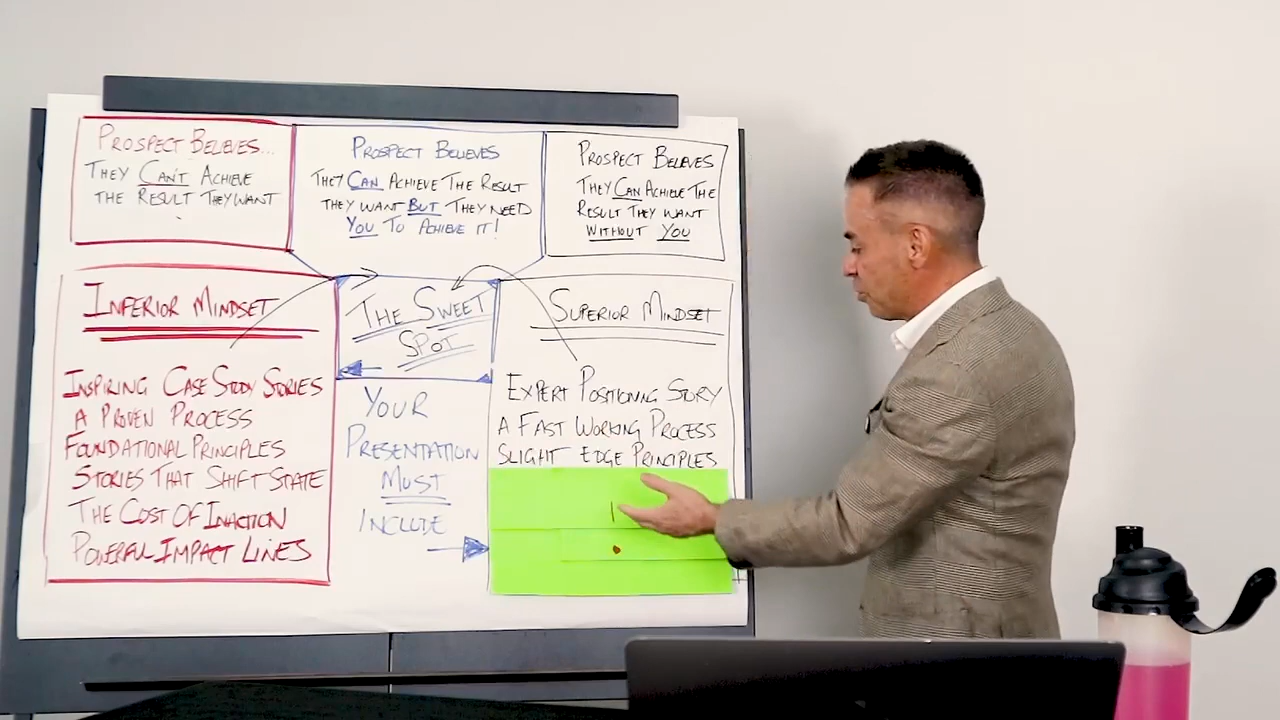 PROSPECT BELIEVES...
THEY CAN'T ACHIEVE
THE RESULT THEY WANT
PROSPECT BELIEVES
THEY CAN ACHIEVE THE RESULT
THEY WANT BUT THEY NEED
YOU TO ACHIEVE IT!
PROSPECT BELIEVES
THEY CAN ACHIEVE THE
RESULT THEY WANT
WITHOUT YOU
INFERIOR MINDSET
INSPIRING CASE STUDY STORIES
A PROVEN PROCESS
FOUNDATIONAL PRINCIPLES
STORIES THAT SHIFT STATE
THE COST OF INACTION
POWERFUL IMPACT LINES
THE SWEET
SPOT
YOUR
PRESENTATION
MUST
INCLUDE
SUPERIOR MINDSET
EXPERT POSITIONING STORY
A FAST WORKING PROCESS
SLIGHT EDGE PRINCIPLES